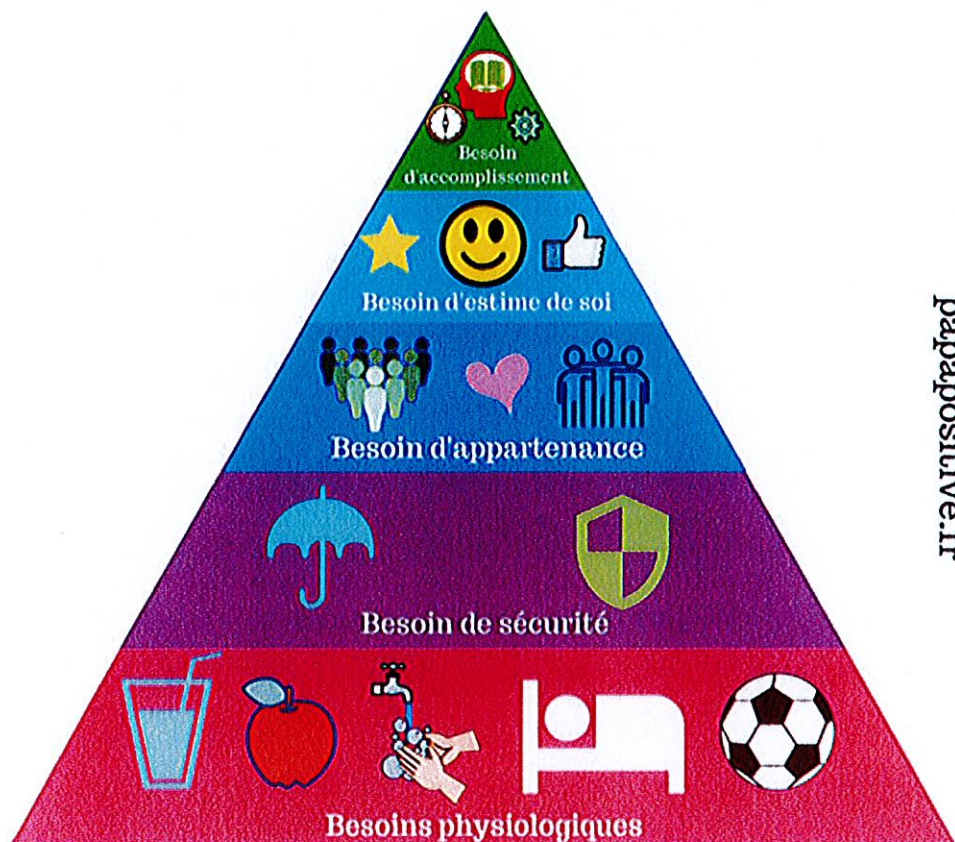 Besoin
d'accomplissement
Besoin d'estime de soi
Besoin d'appartenance
Besoin de sécurité
Besoins physiologiques
papapositive.fr